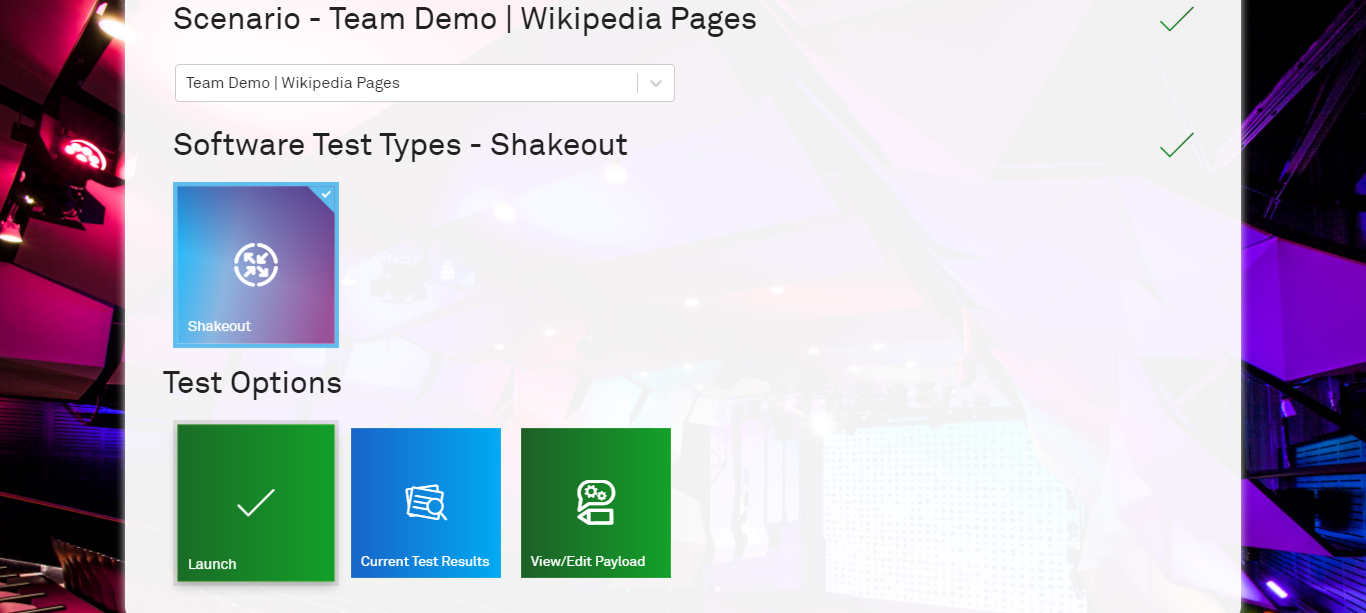 Scenario - Team Demo | Wikipedia Pages
Team Demo | Wikipedia Pages
Software Test Types - Shakeout
Shakeout
Test Options
Launch
Current Test Results
View/Edit Payload